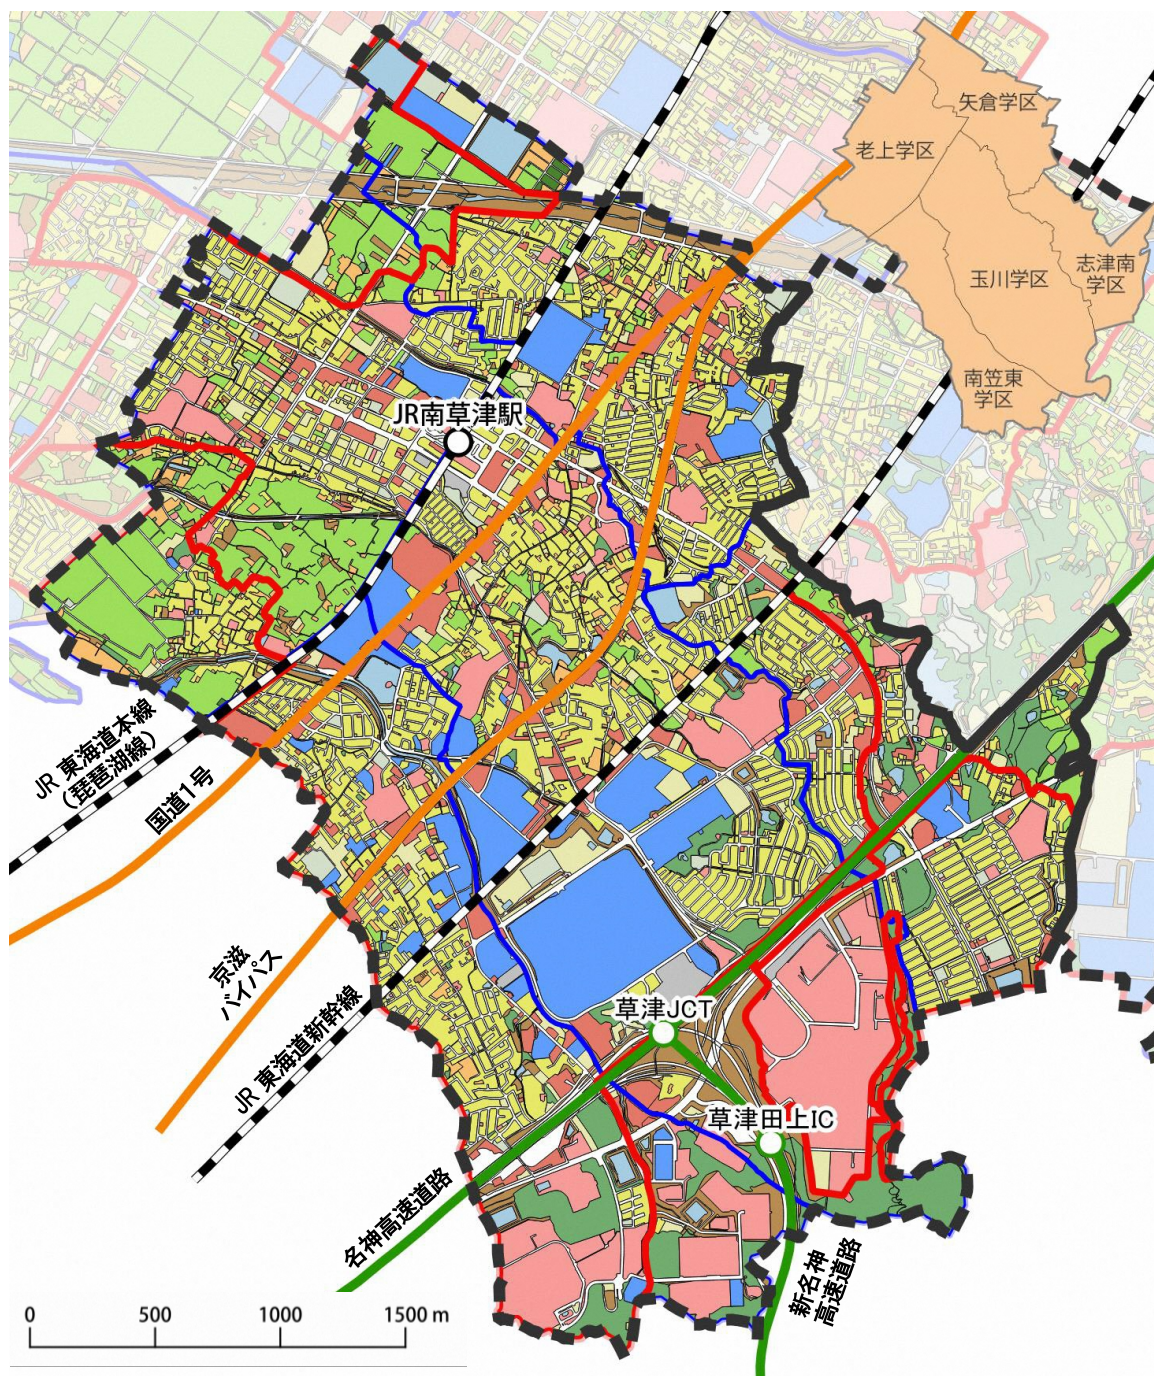 矢倉学区
老上学区
玉川学区
志津南
学区
南笠東
学区
JR南草津駅
JR 東海道本線
（琵琶湖線）
国道1号
京滋
バイパス
JR 東海道新幹線
草津JCT
草津田上IC
名神高速道路
新名神
高速道路
0 500 1000 1500 m